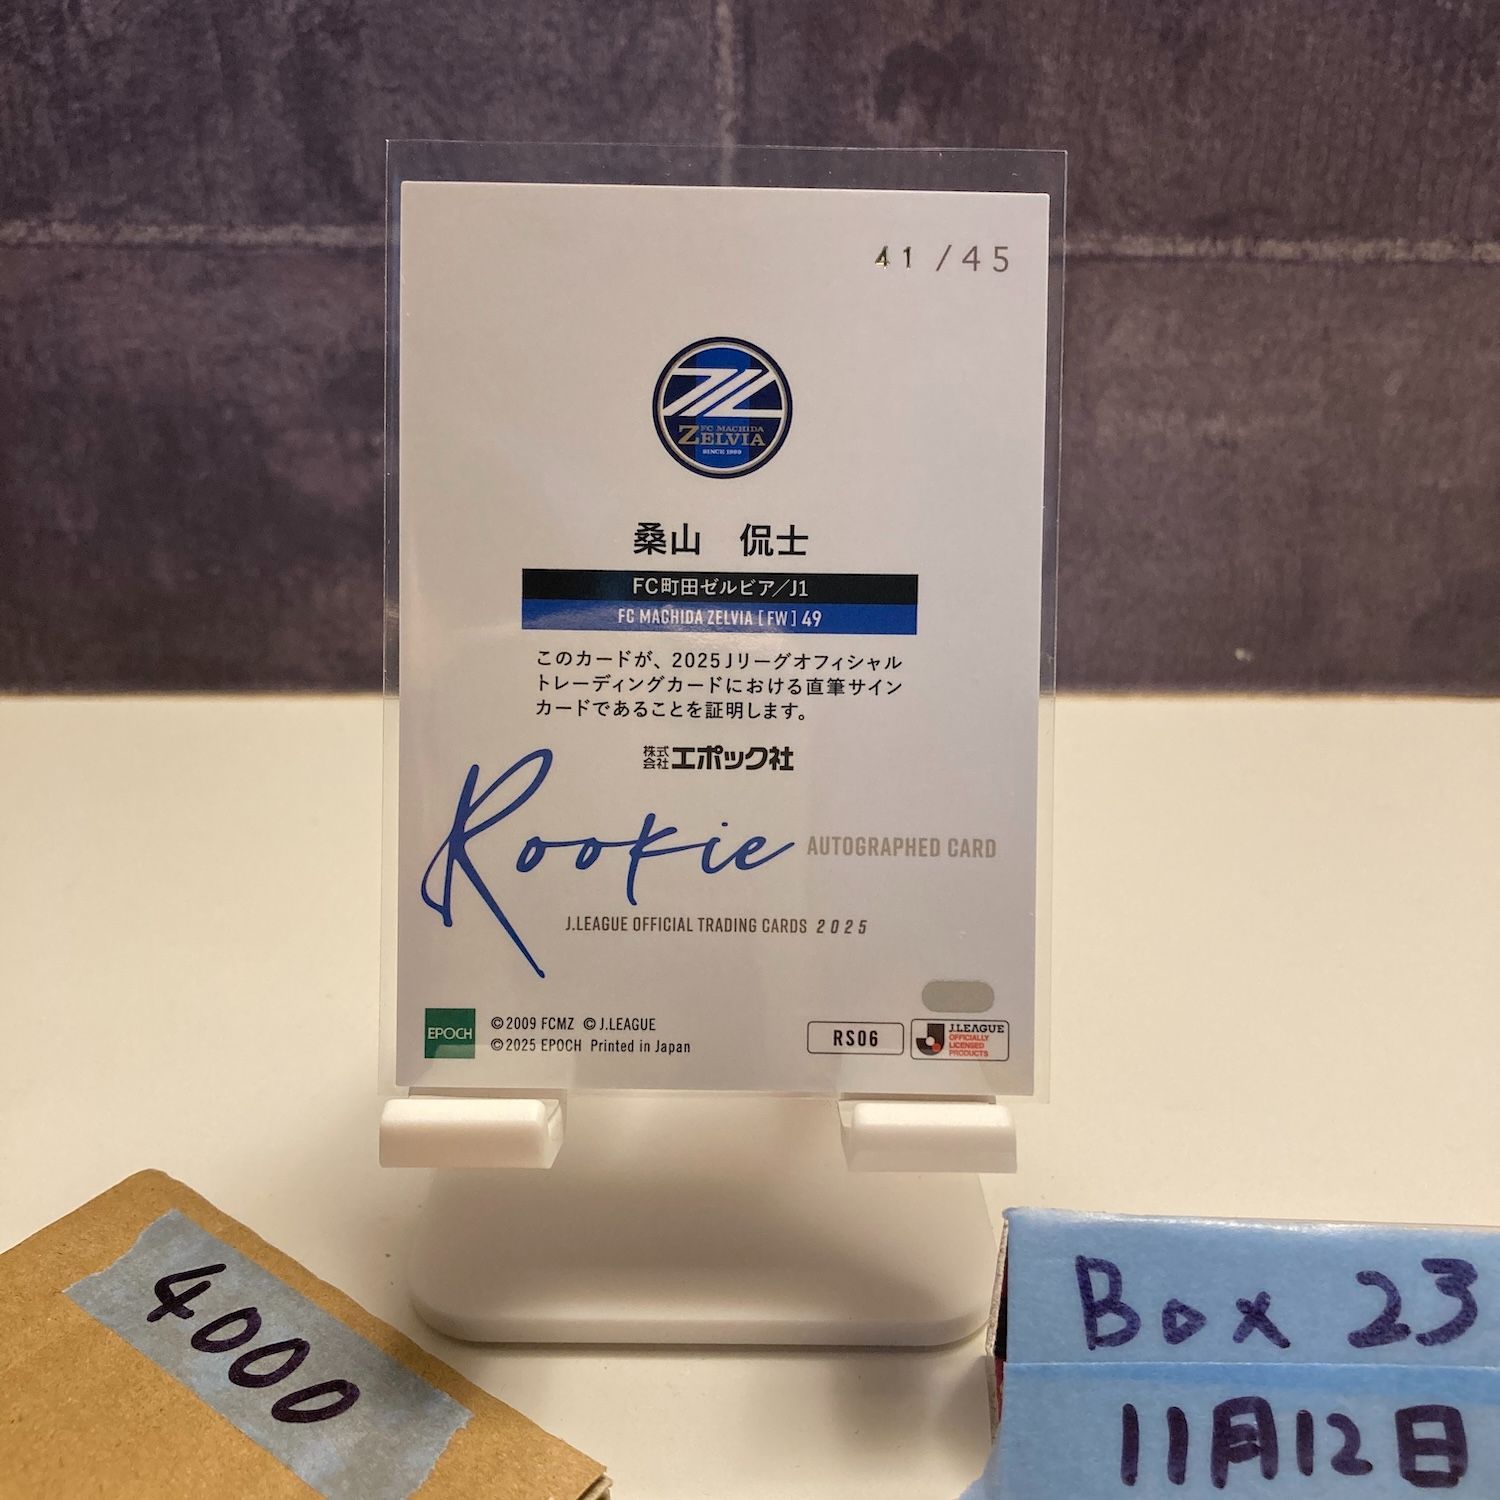 41 / 45
FC MACHIDA
ZELVIA
SINCE 1989
桑山 侃士
FC町田ゼルビア/J1
FC MACHIDA ZELVIA [FW] 49
このカードが、2025Jリーグオフィシャル
トレーディングカードにおける直筆サイン
カードであることを証明します。
株式会社エポック社
Rookie AUTOGRAPHED CARD
J.LEAGUE OFFICIAL TRADING CARDS 2025
EPOCH
©2009 FCMZ ©J.LEAGUE
©2025 EPOCH Printed in Japan
RS06
J.LEAGUE
OFFICIALLY
LICENSED
PRODUCTS
4000
Box 23
11月12日